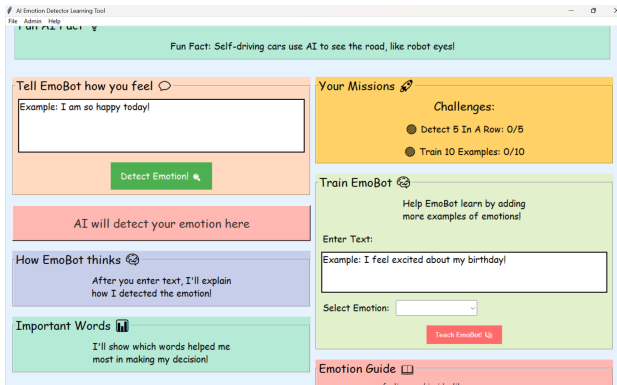 AI Emotion Detector Learning Tool
File Admin Help
Fun AI Fact
Fun Fact: Self-driving cars use AI to see the road, like robot eyes!
Tell EmoBot how you feel
Example: I am so happy today!
Detect Emotion!
AI will detect your emotion here
How EmoBot thinks
After you enter text, I'll explain
how I detected the emotion!
Important Words
I'll show which words helped me
most in making my decision!
Your Missions
Challenges:
Detect 5 In A Row: 0/5
Train 10 Examples: 0/10
Train EmoBot
Help EmoBot learn by adding
more examples of emotions!
Enter Text:
Example: I feel excited about my birthday!
Select Emotion:
Teach EmoBot!
Emotion Guide